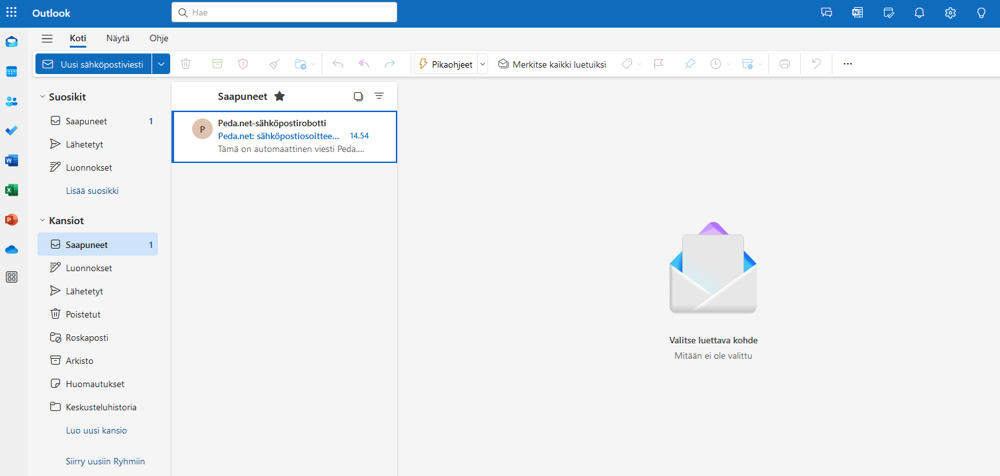 Outlook
Hae
Koti Näytä Ohje
Uusi sähköpostiviesti
Pikaohjeet
Merkitse kaikki luetuiksi
Suosikit
Saapuneet 1
Lähetetyt
Luonnokset
Lisää suosikki
Kansiot
Saapuneet 1
Luonnokset
Lähetetyt
Poistetut
Roskaposti
Arkisto
Huomautukset
Keskusteluhistoria
Luo uusi kansio
Siirry uusiin Ryhmiin
Saapuneet
P
Peda.net-sähköpostirobotti
Peda.net: sähköpostiosoittee... 14.54
Tämä on automaattinen viesti Peda....
Valitse luettava kohde
Mitään ei ole valittu